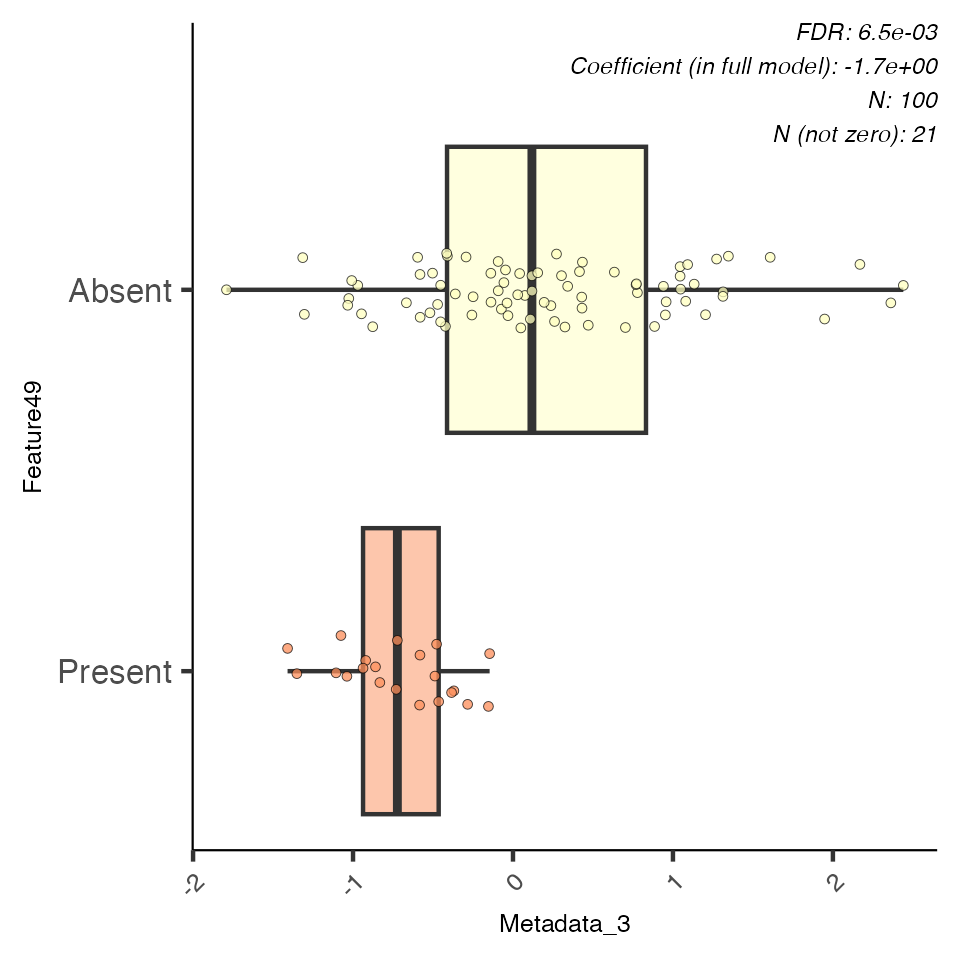 FDR: 6.5e-03
Coefficient (in full model): -1.7e+00
N: 100
N (not zero): 21
Absent
Feature49
Present
-2
-1
0
1
2
Metadata_3